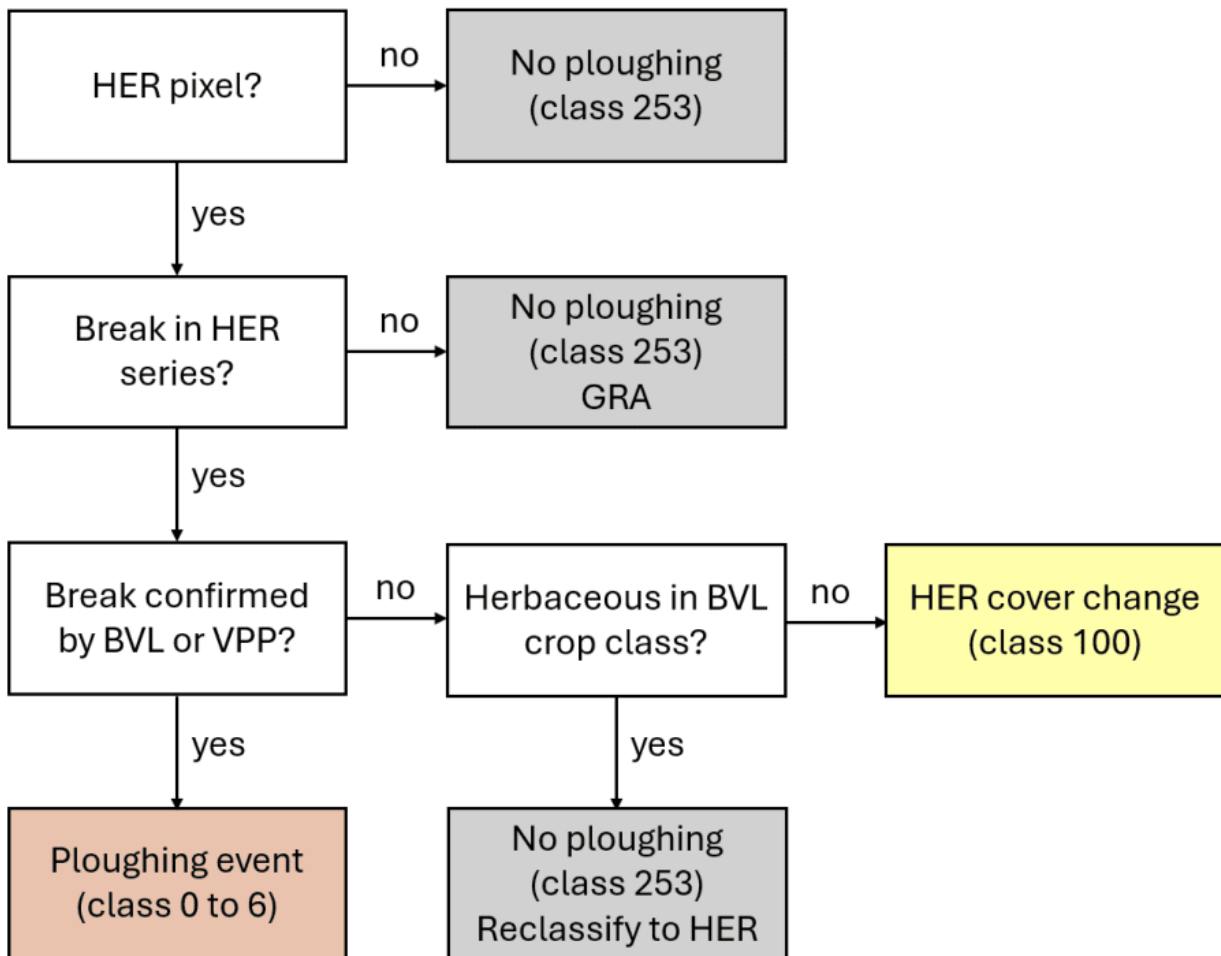 HER pixel?
no
No ploughing
(class 253)
yes
Break in HER
series?
no
No ploughing
(class 253)
GRA
yes
Break confirmed
by BVL or VPP?
no
Herbaceous in BVL
crop class?
no
HER cover change
(class 100)
yes
yes
Ploughing event
(class 0 to 6)
No ploughing
(class 253)
Reclassify to HER